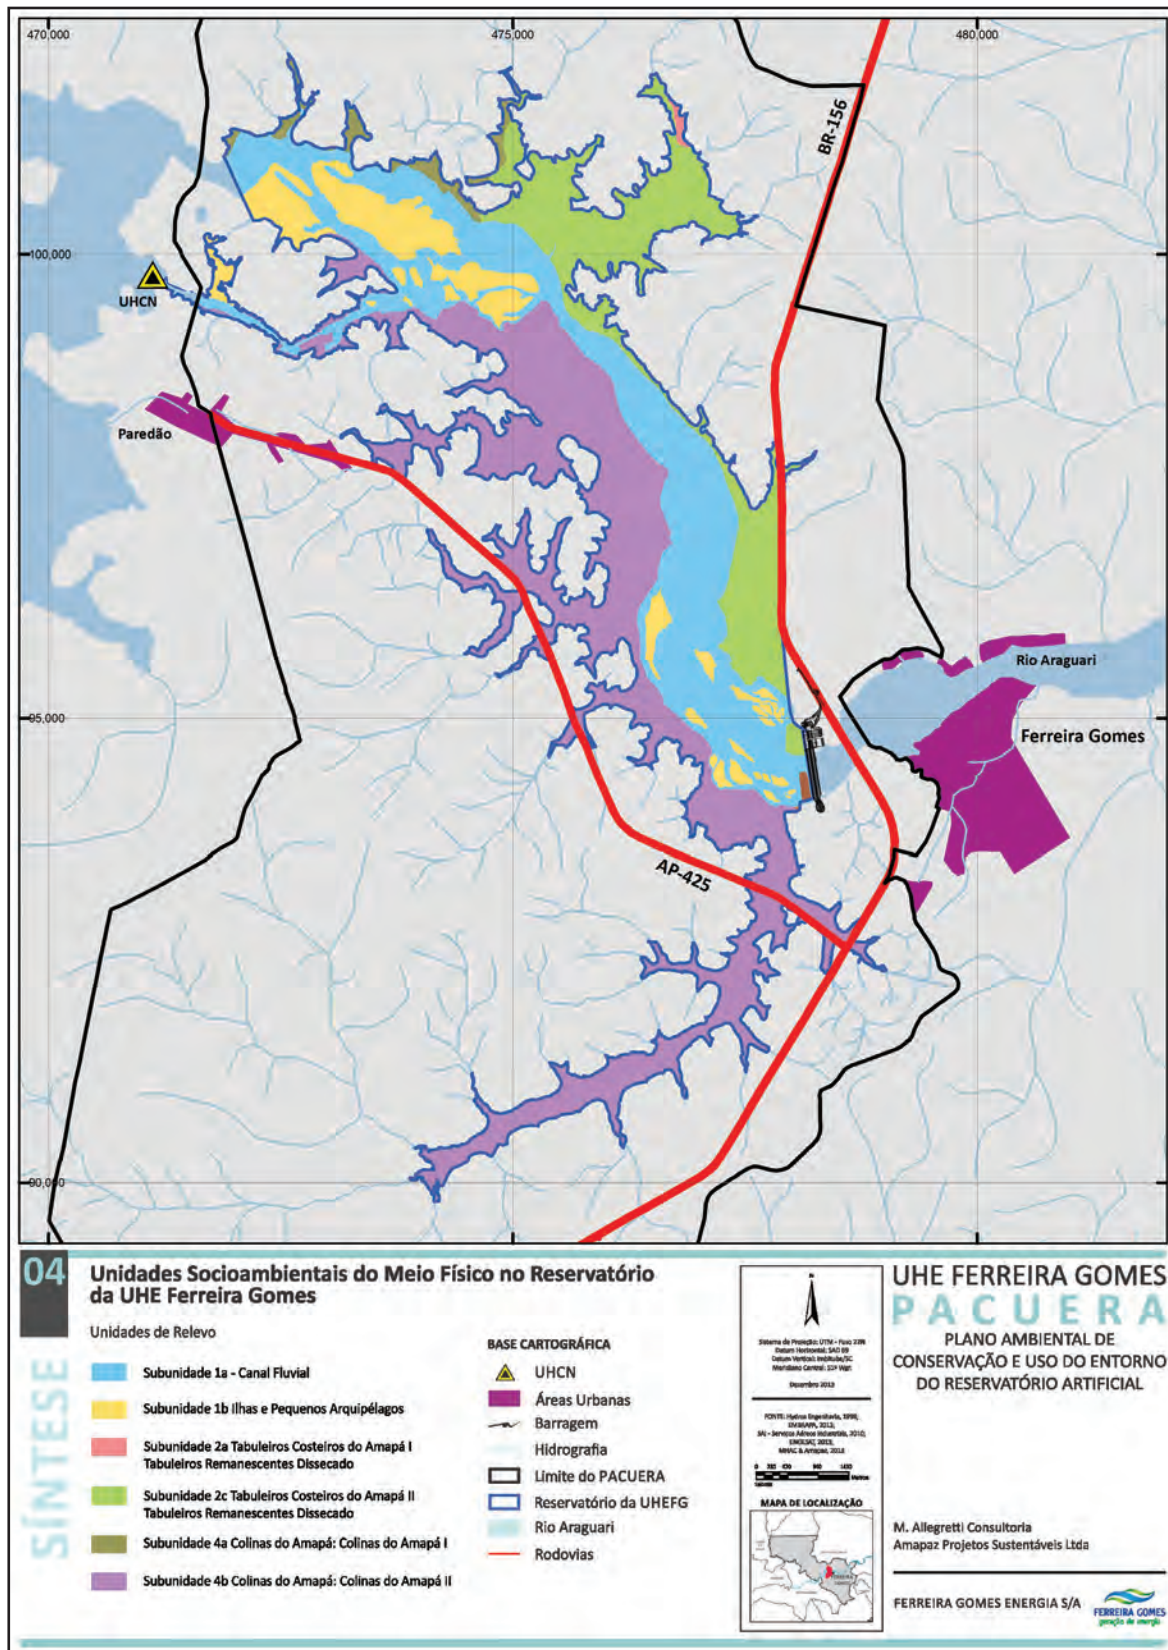 470,000
475,000
480,000
BR-156
100,000
UHCN
Paredão
Rio Araguari
95,000
Ferreira Gomes
AP-425
90,000
04
SÍNTESE
Unidades Socioambientais do Meio Físico no Reservatório
da UHE Ferreira Gomes
Unidades de Relevo
Subunidade 1a - Canal Fluvial
Subunidade 1b Ilhas e Pequenos Arquipélagos
Subunidade 2a Tabuleiros Costeiros do Amapá I
Tabuleiros Remanescentes Dissecado
Subunidade 2c Tabuleiros Costeiros do Amapá II
Tabuleiros Remanescentes Dissecado
Subunidade 4a Colinas do Amapá: Colinas do Amapá I
Subunidade 4b Colinas do Amapá: Colinas do Amapá II
BASE CARTOGRÁFICA
UHCN
Áreas Urbanas
Barragem
Hidrografia
Limite do PACUERA
Reservatório da UHEFG
Rio Araguari
Rodovias
Dezembro 2013
MAPA DE LOCALIZAÇÃO
UHE FERREIRA GOMES
PACUERA
PLANO AMBIENTAL DE
CONSERVAÇÃO E USO DO ENTORNO
DO RESERVATÓRIO ARTIFICIAL
M. Allegretti Consultoria
Amapaz Projetos Sustentáveis Ltda
FERREIRA GOMES ENERGIA S/A
FERREIRA GOMES
geração de energia